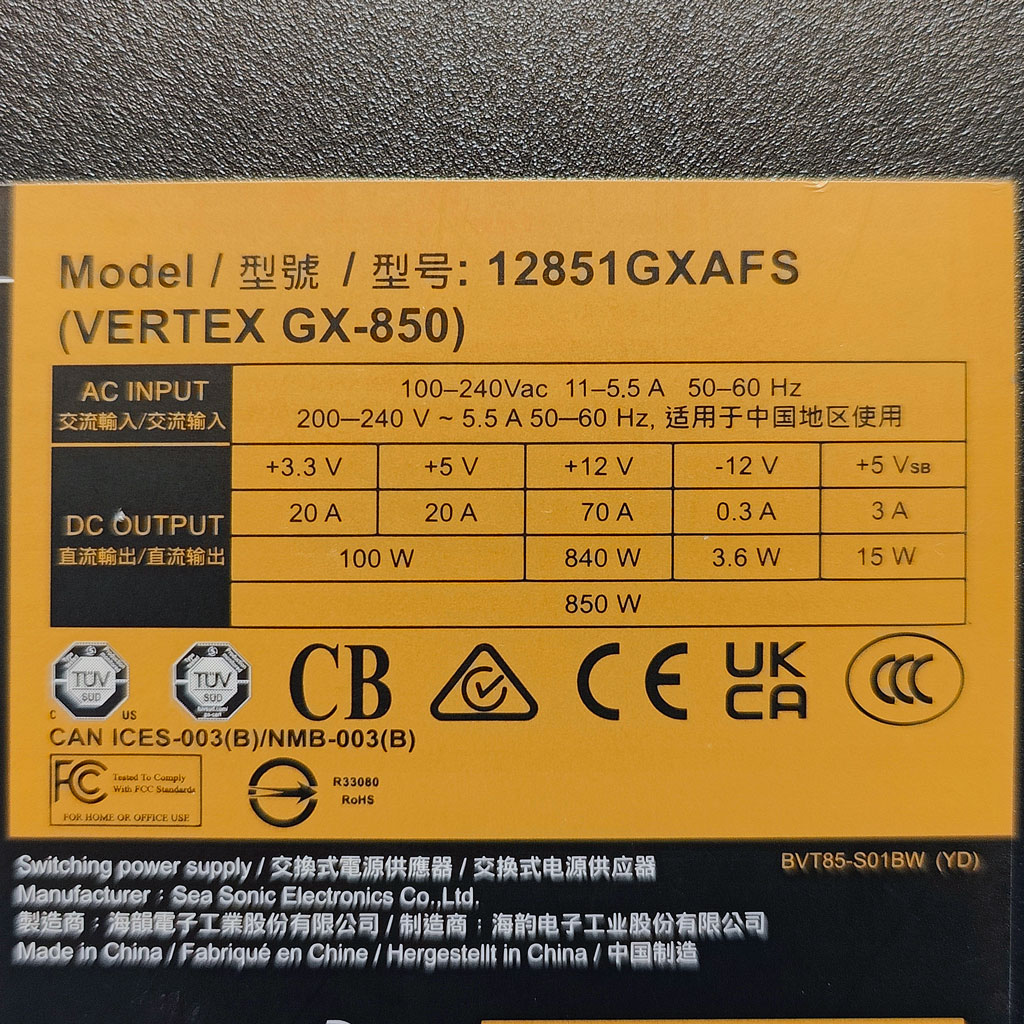 Model / 型號 / 型号: 12851GXAFS
(VERTEX GX-850)
AC INPUT
交流輸入/交流输入
100–240Vac 11–5.5 A 50–60 Hz
200–240 V ~ 5.5 A 50–60 Hz, 适用于中国地区使用
DC OUTPUT
直流輸出/直流输出
+3.3 V +5 V +12 V -12 V +5 VSB
20 A 20 A 70 A 0.3 A 3 A
100 W 840 W 3.6 W 15 W
850 W
TÜV SÜD
C US
TÜV SÜD
CB
CE
UK
CA
CCC
CAN ICES-003(B)/NMB-003(B)
FC Tested To Comply
With FCC Standards
FOR HOME OR OFFICE USE
R33080
RoHS
Switching power supply / 交換式電源供應器 / 交换式电源供应器
BVT85-S01BW (YD)
Manufacturer : Sea Sonic Electronics Co.,Ltd.
製造商 : 海韻電子工業股份有限公司 / 制造商 : 海韵电子工业股份有限公司
Made in China / Fabriqué en Chine / Hergestellt in China / 中国制造